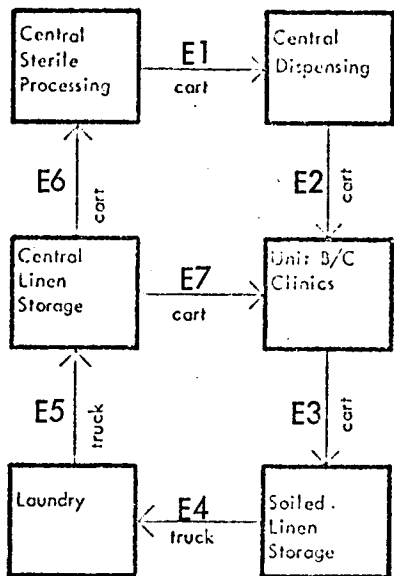 Central
Sterile
Processing
E1
cart
Central
Dispensing
E6
cart
E2
cart
Central
Linen
Storage
E7
cart
Unit B/C
Clinics
E5
truck
E3
cart
Laundry
E4
truck
Soiled
Linen
Storage